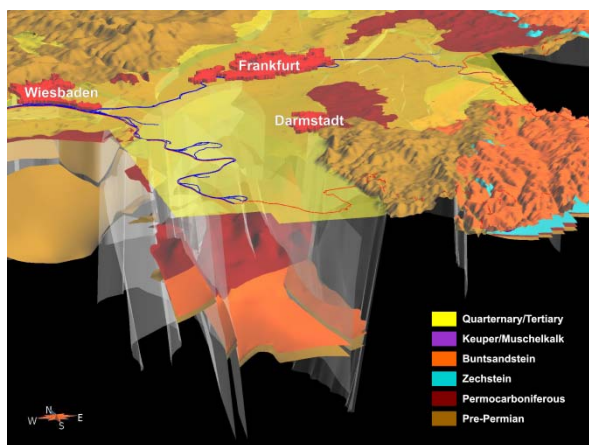 Frankfurt
Wiesbaden
Darmstadt
Quarternary/Tertiary
Keuper/Muschelkalk
Buntsandstein
Zechstein
Permocarboniferous
Pre-Permian
N
W E
S